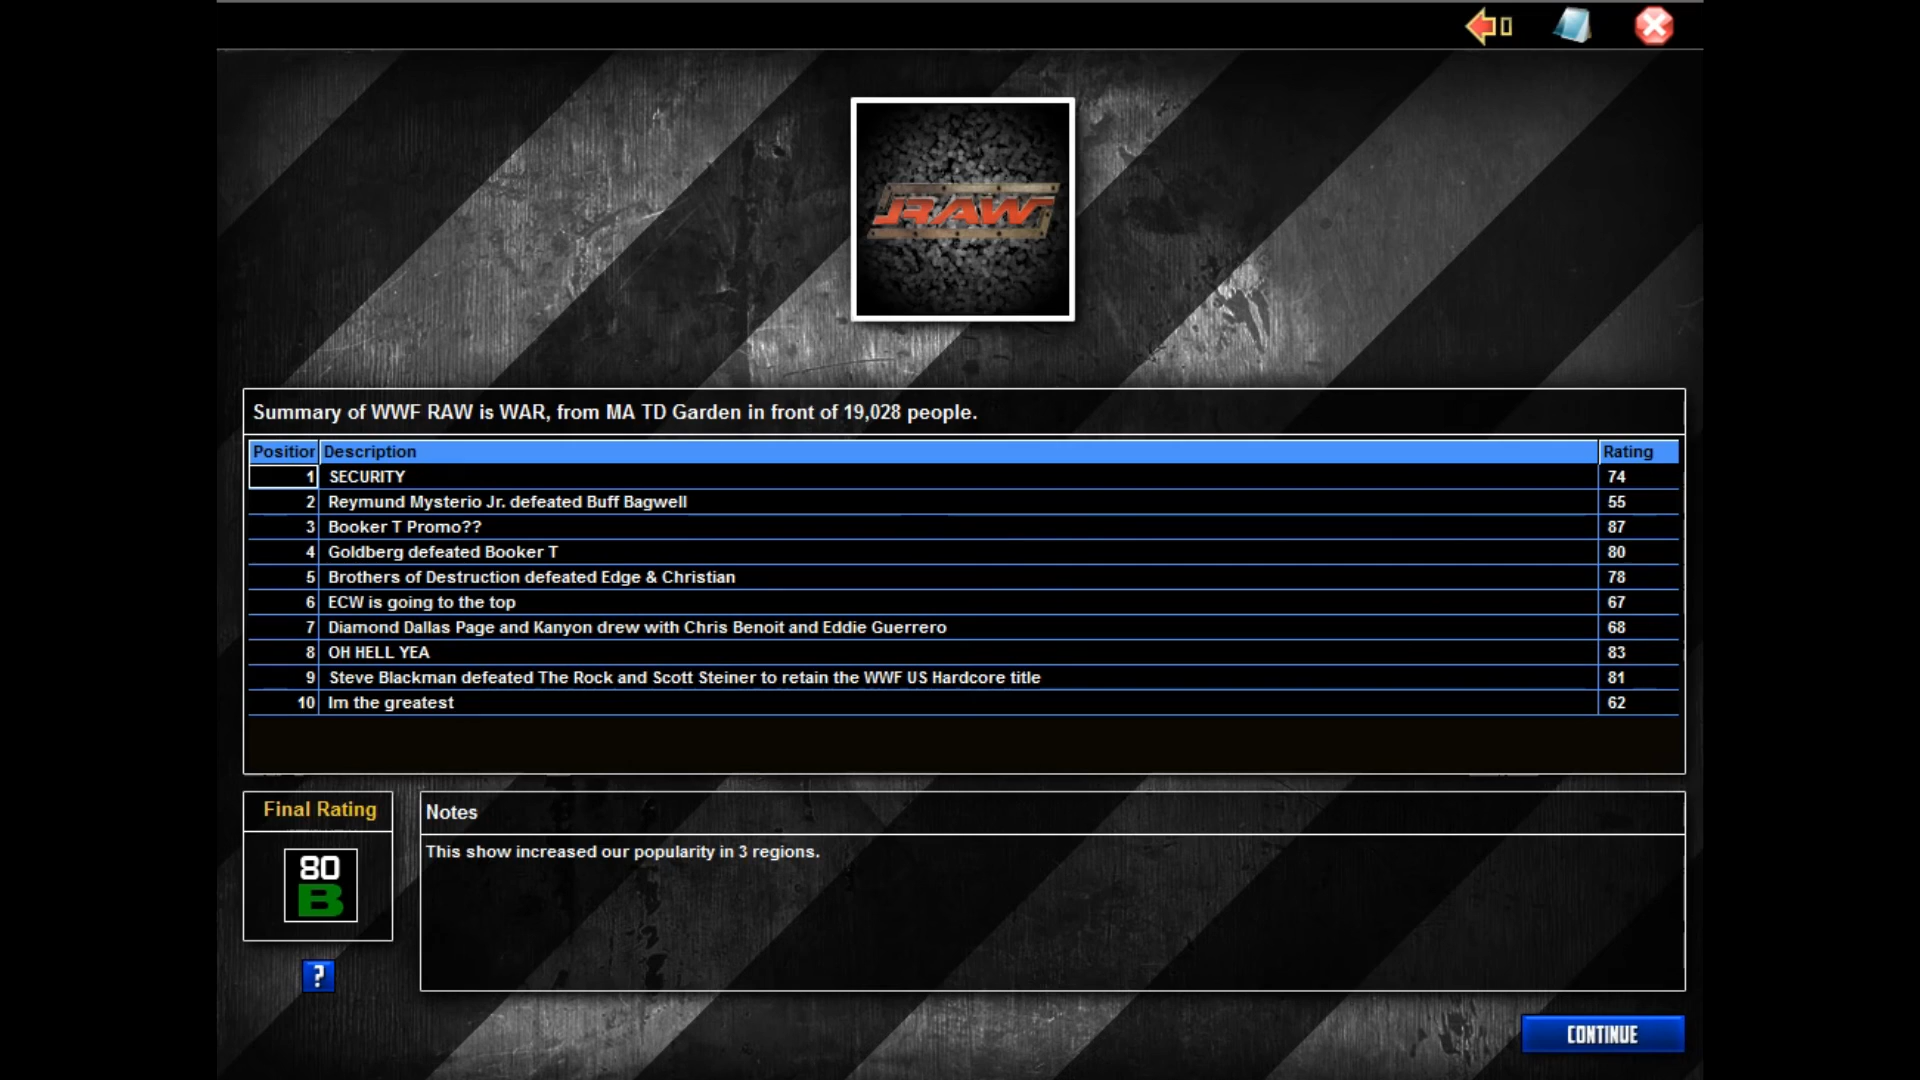 RAW
Summary of WWF RAW is WAR, from MA TD Garden in front of 19,028 people.
Position Description Rating
1 SECURITY 74
2 Reymund Mysterio Jr. defeated Buff Bagwell 55
3 Booker T Promo?? 87
4 Goldberg defeated Booker T 80
5 Brothers of Destruction defeated Edge & Christian 78
6 ECW is going to the top 67
7 Diamond Dallas Page and Kanyon drew with Chris Benoit and Eddie Guerrero 68
8 OH HELL YEA 83
9 Steve Blackman defeated The Rock and Scott Steiner to retain the WWF US Hardcore title 81
10 Im the greatest 62
Final Rating
80
B
?
Notes
This show increased our popularity in 3 regions.
CONTINUE